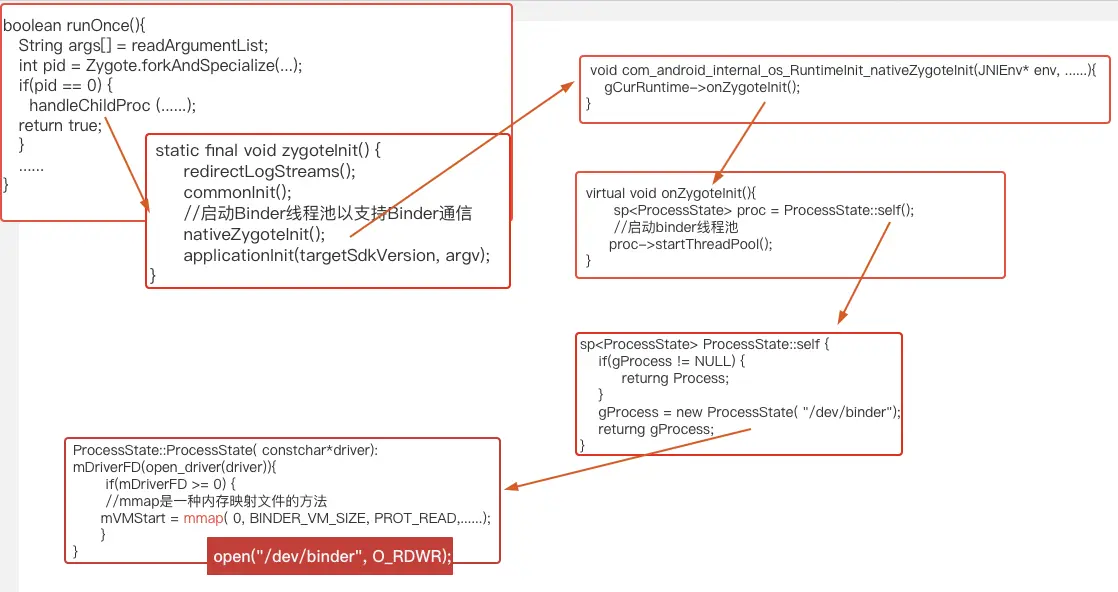 boolean runOnce(){
String args[] = readArgumentList;
int pid = Zygote.forkAndSpecialize(...);
if(pid == 0) {
handleChildProc (......);
return true;
}
......
}
static final void zygoteInit() {
redirectLogStreams();
commonInit();
//启动Binder线程池以支持Binder通信
nativeZygoteInit();
applicationInit(targetSdkVersion, argv);
}
void com_android_internal_os_RuntimeInit_nativeZygoteInit(JNIEnv* env, ......){
gCurRuntime->onZygoteInit();
}
virtual void onZygoteInit(){
sp<ProcessState> proc = ProcessState::self();
//启动binder线程池
proc->startThreadPool();
}
sp<ProcessState> ProcessState::self {
if(gProcess != NULL) {
returng Process;
}
gProcess = new ProcessState( "/dev/binder");
returng gProcess;
}
ProcessState::ProcessState( constchar*driver):
mDriverFD(open_driver(driver)){
if(mDriverFD >= 0) {
//mmap是一种内存映射文件的方法
mVMStart = mmap( 0, BINDER_VM_SIZE, PROT_READ,......);
}
}
open("/dev/binder", O_RDWR);